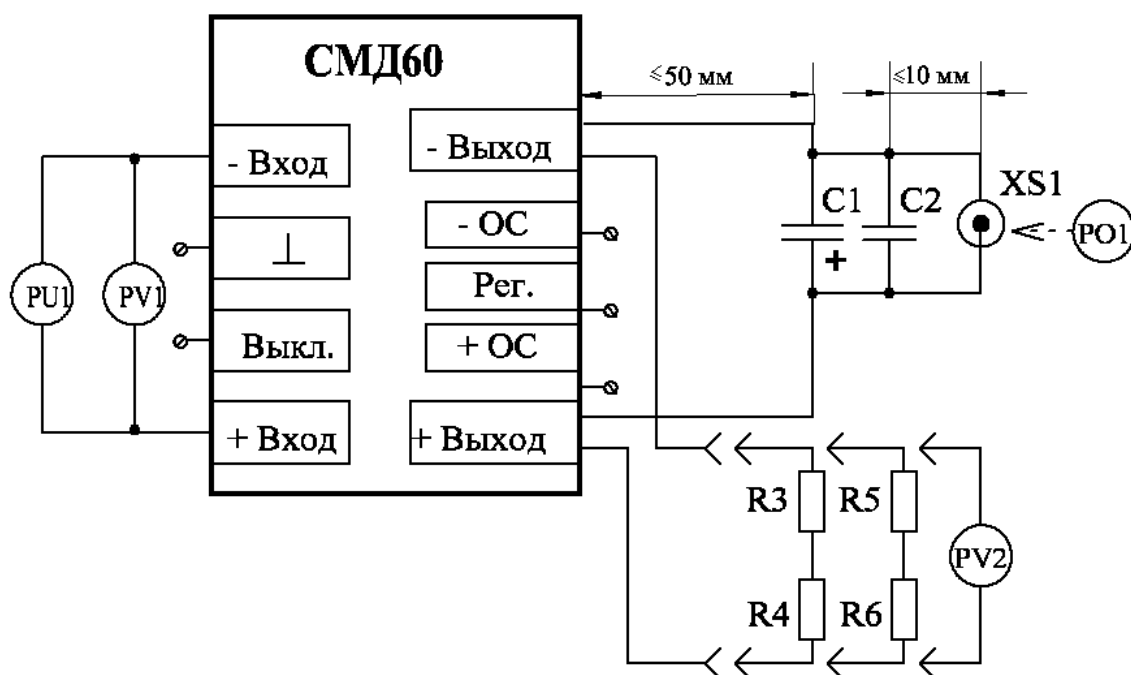 СМД60
⩽50 мм
≤10 мм
- Вход
⊥
Выкл.
+ Вход
- Выход
- ОС
Рег.
+ ОС
+ Выход
PU1
PV1
C1
+
C2
XS1
PO1
R3
R5
R4
R6
PV2